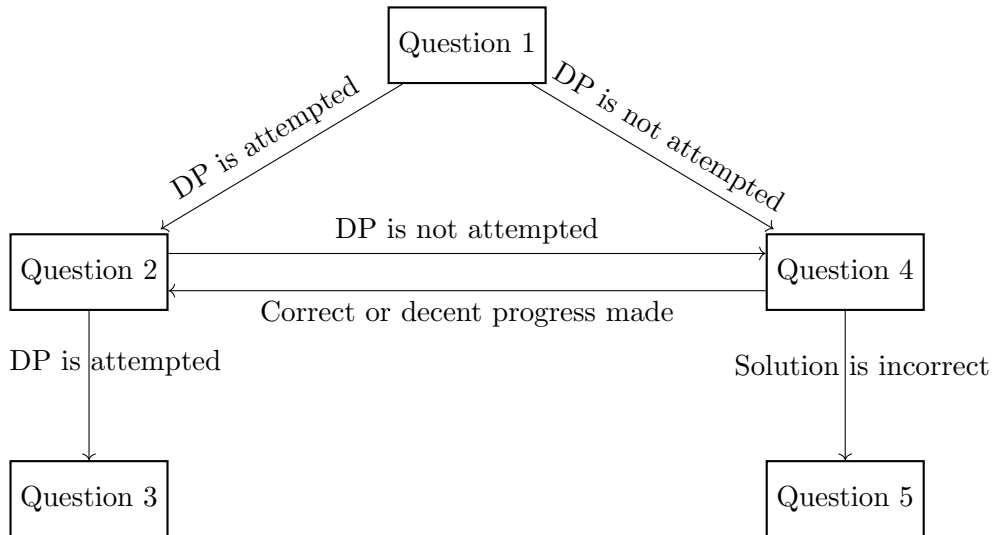 Question 1
DP is attempted
DP is not attempted
DP is not attempted
Question 2
Question 4
Correct or decent progress made
DP is attempted
Solution is incorrect
Question 3
Question 5